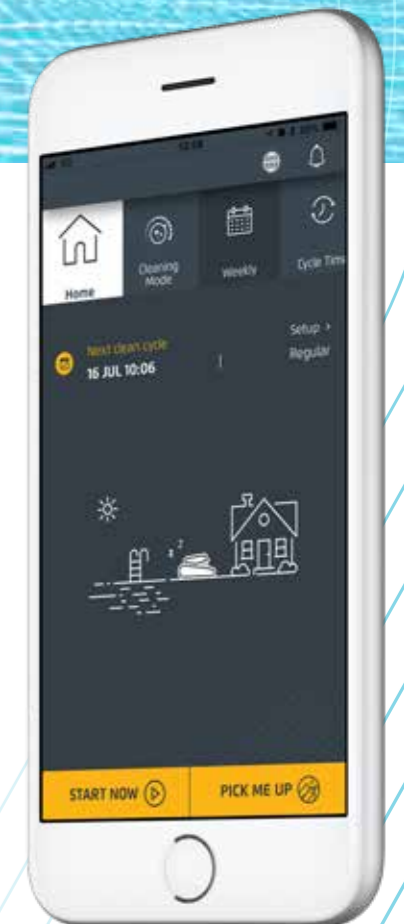 Home
Cleaning
Mode
Weekly
Cycle Time
Next clean cycle
16 JUL 10:06
Setup >
Regular
z
z
START NOW
PICK ME UP